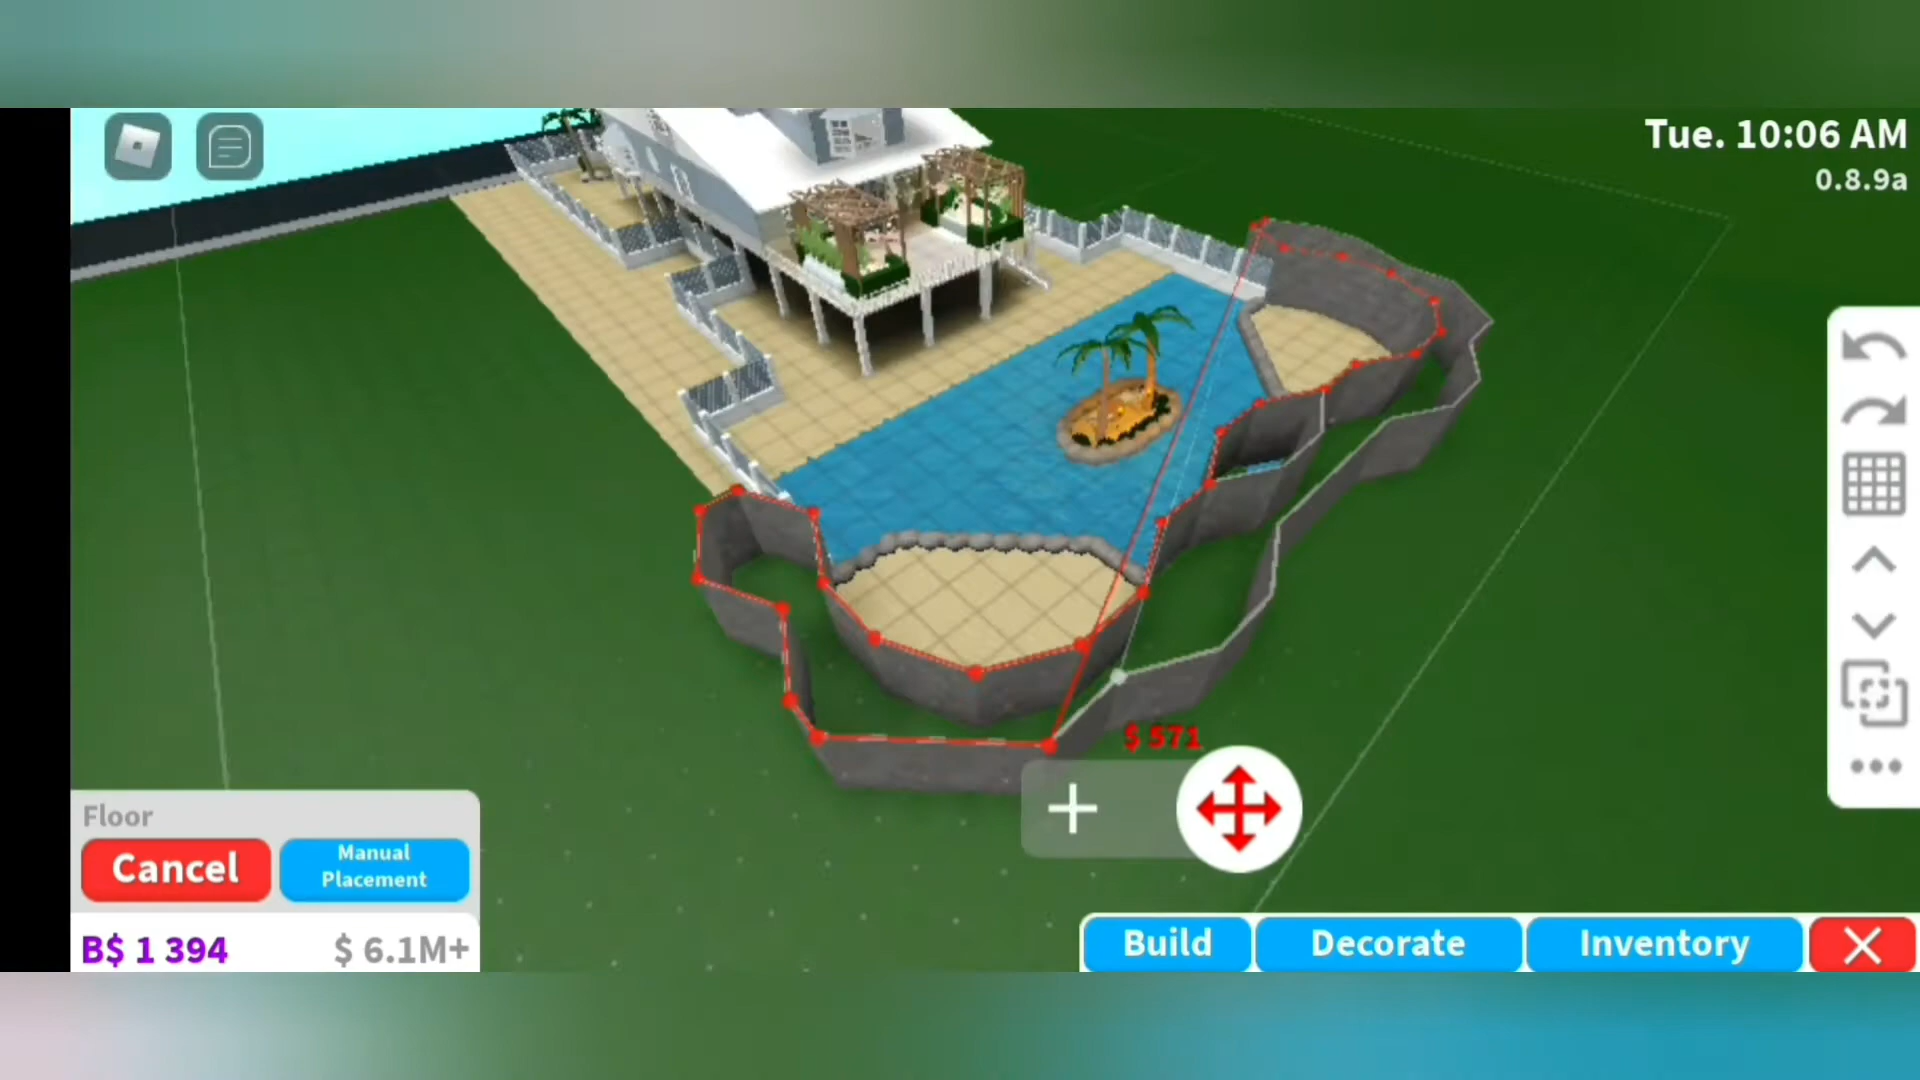 Tue. 10:06 AM
0.8.9a
$ 571
Floor
Cancel
Manual
Placement
B$ 1 394
$ 6.1M+
Build
Decorate
Inventory